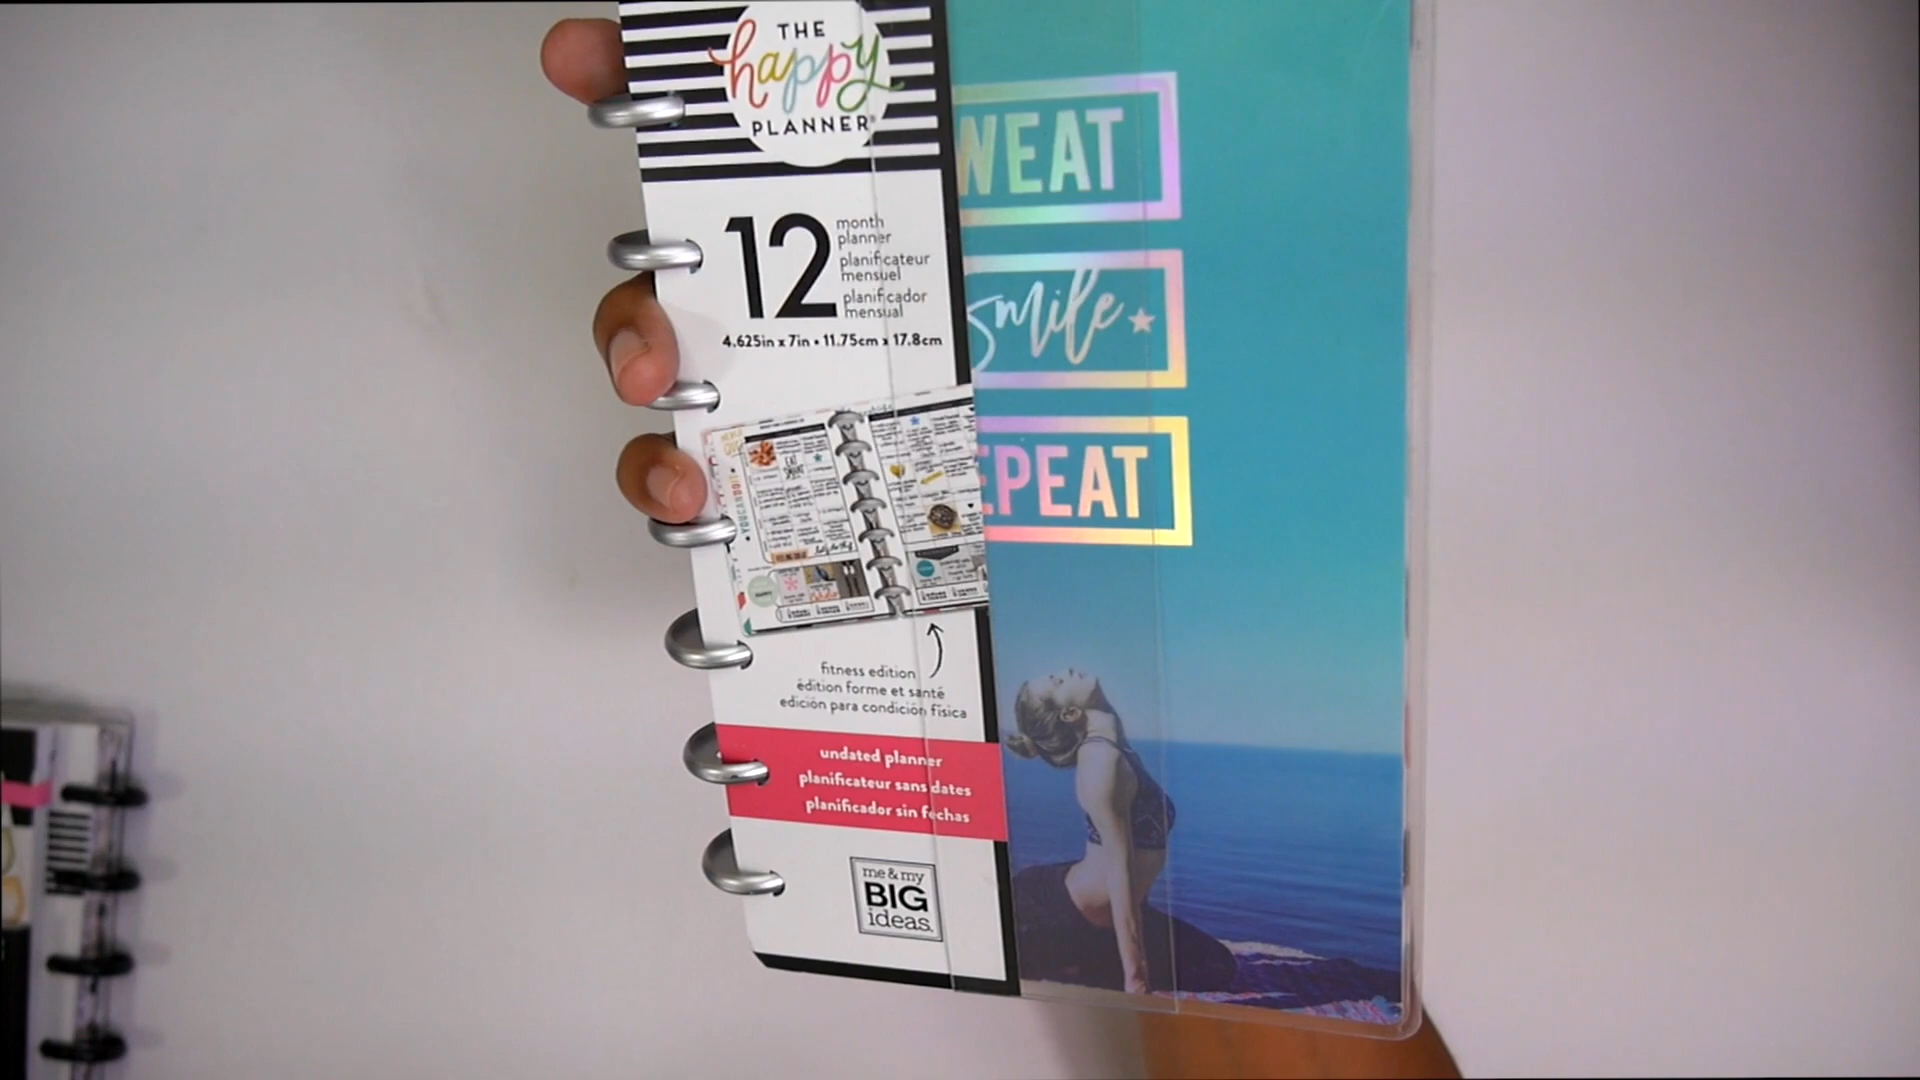 THE
happy
PLANNER®
12
month
planner
planificateur
mensuel
planificador
mensual
4.625in x 7in • 11.75cm x 17.8cm
fitness edition
édition forme et santé
edición para condición física
undated planner
planificateur sans dates
planificador sin fechas
me & my
BIG
ideas.
WEAT
smile
EPEAT